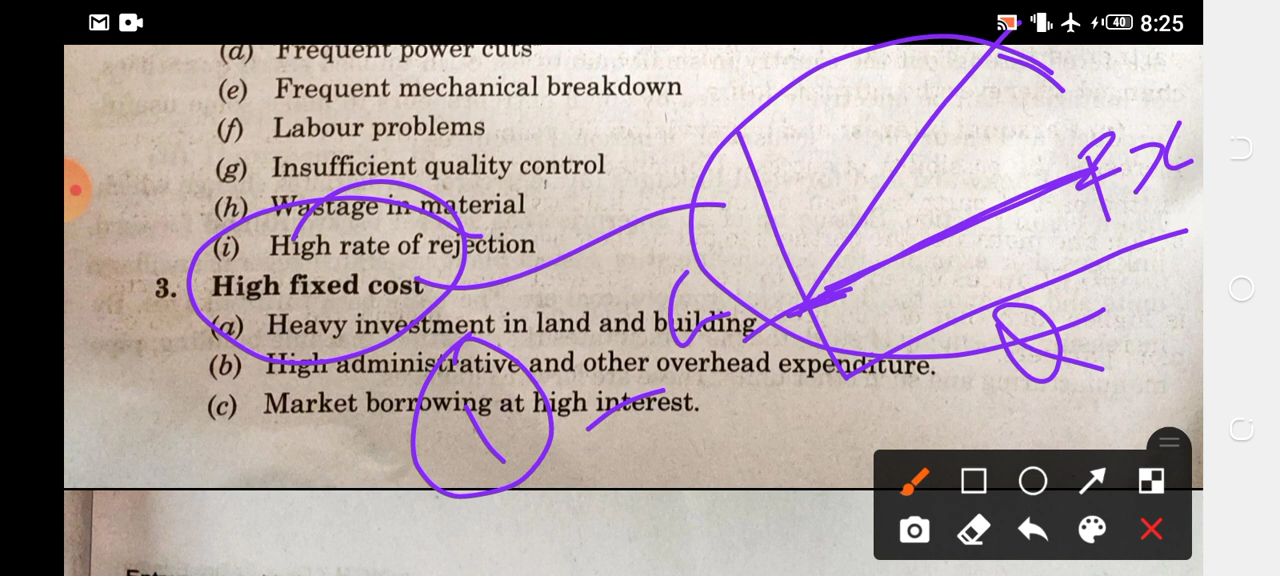 8:25
40
(d) Frequent power cuts
(e) Frequent mechanical breakdown
(f) Labour problems
(g) Insufficient quality control
(h) Wastage in material
(i) High rate of rejection
3. High fixed cost
(a) Heavy investment in land and building
(b) High administrative and other overhead expenditure.
(c) Market borrowing at high interest.